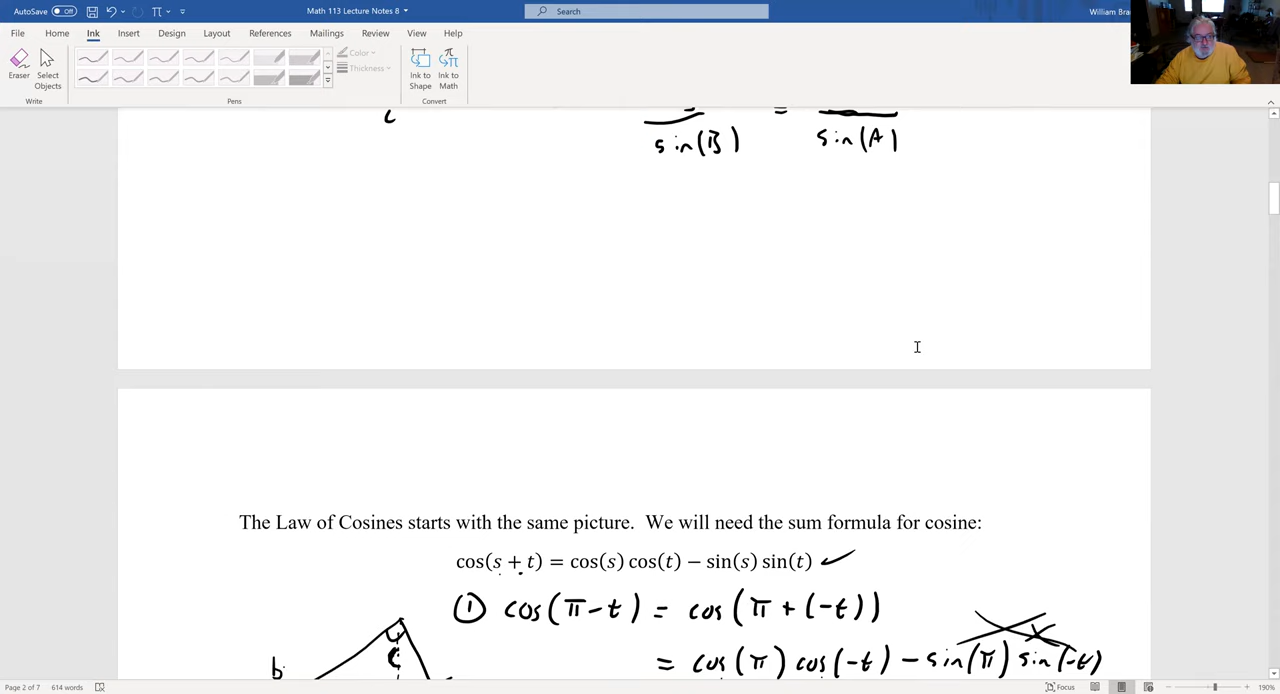 AutoSave Off Math 113 Lecture Notes 8 Search William Bra
File Home Ink Insert Design Layout References Mailings Review View Help
Eraser Select Objects Color Thickness Ink to Shape Ink to Math
Write Pens Convert
c
sin(B) = sin(A)
The Law of Cosines starts with the same picture. We will need the sum formula for cosine:
cos(s + t) = cos(s) cos(t) − sin(s) sin(t) ✓
① cos(π-t) = cos(π + (-t))
b
c
= cos(π) cos(-t) - sin(π) sin(-t)
Page 2 of 7 614 words Focus 190%